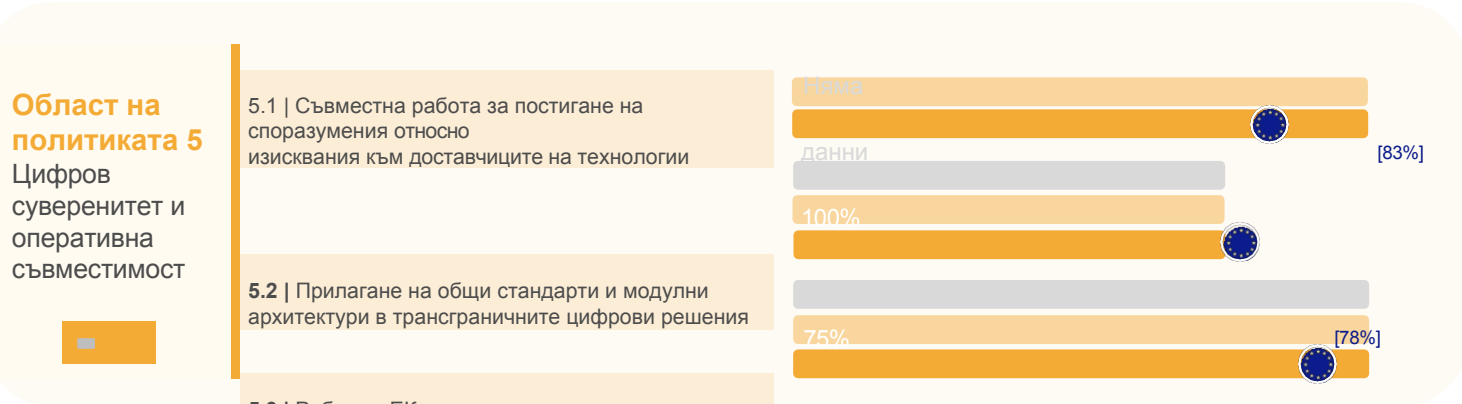 Област на
политиката 5
Цифров
суверенитет и
оперативна
съвместимост
5.1 | Съвместна работа за постигане на
споразумения относно
изисквания към доставчиците на технологии
5.2 | Прилагане на общи стандарти и модулни
архитектури в трансграничните цифрови решения
Няма
данни
[83%]
100%
75%
[78%]